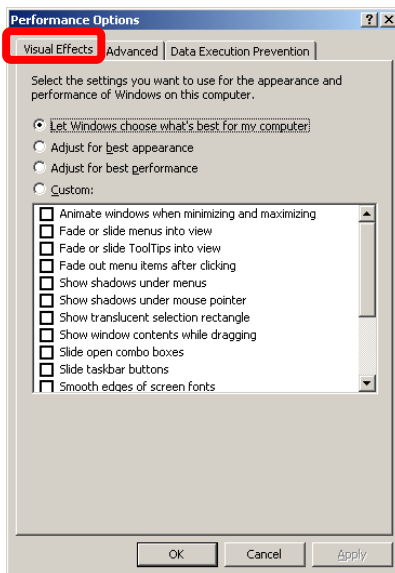 Performance Options
Visual Effects Advanced Data Execution Prevention
Select the settings you want to use for the appearance and
performance of Windows on this computer.
Let Windows choose what's best for my computer
Adjust for best appearance
Adjust for best performance
Custom:
Animate windows when minimizing and maximizing
Fade or slide menus into view
Fade or slide ToolTips into view
Fade out menu items after clicking
Show shadows under menus
Show shadows under mouse pointer
Show translucent selection rectangle
Show window contents while dragging
Slide open combo boxes
Slide taskbar buttons
Smooth edges of screen fonts
OK Cancel Apply